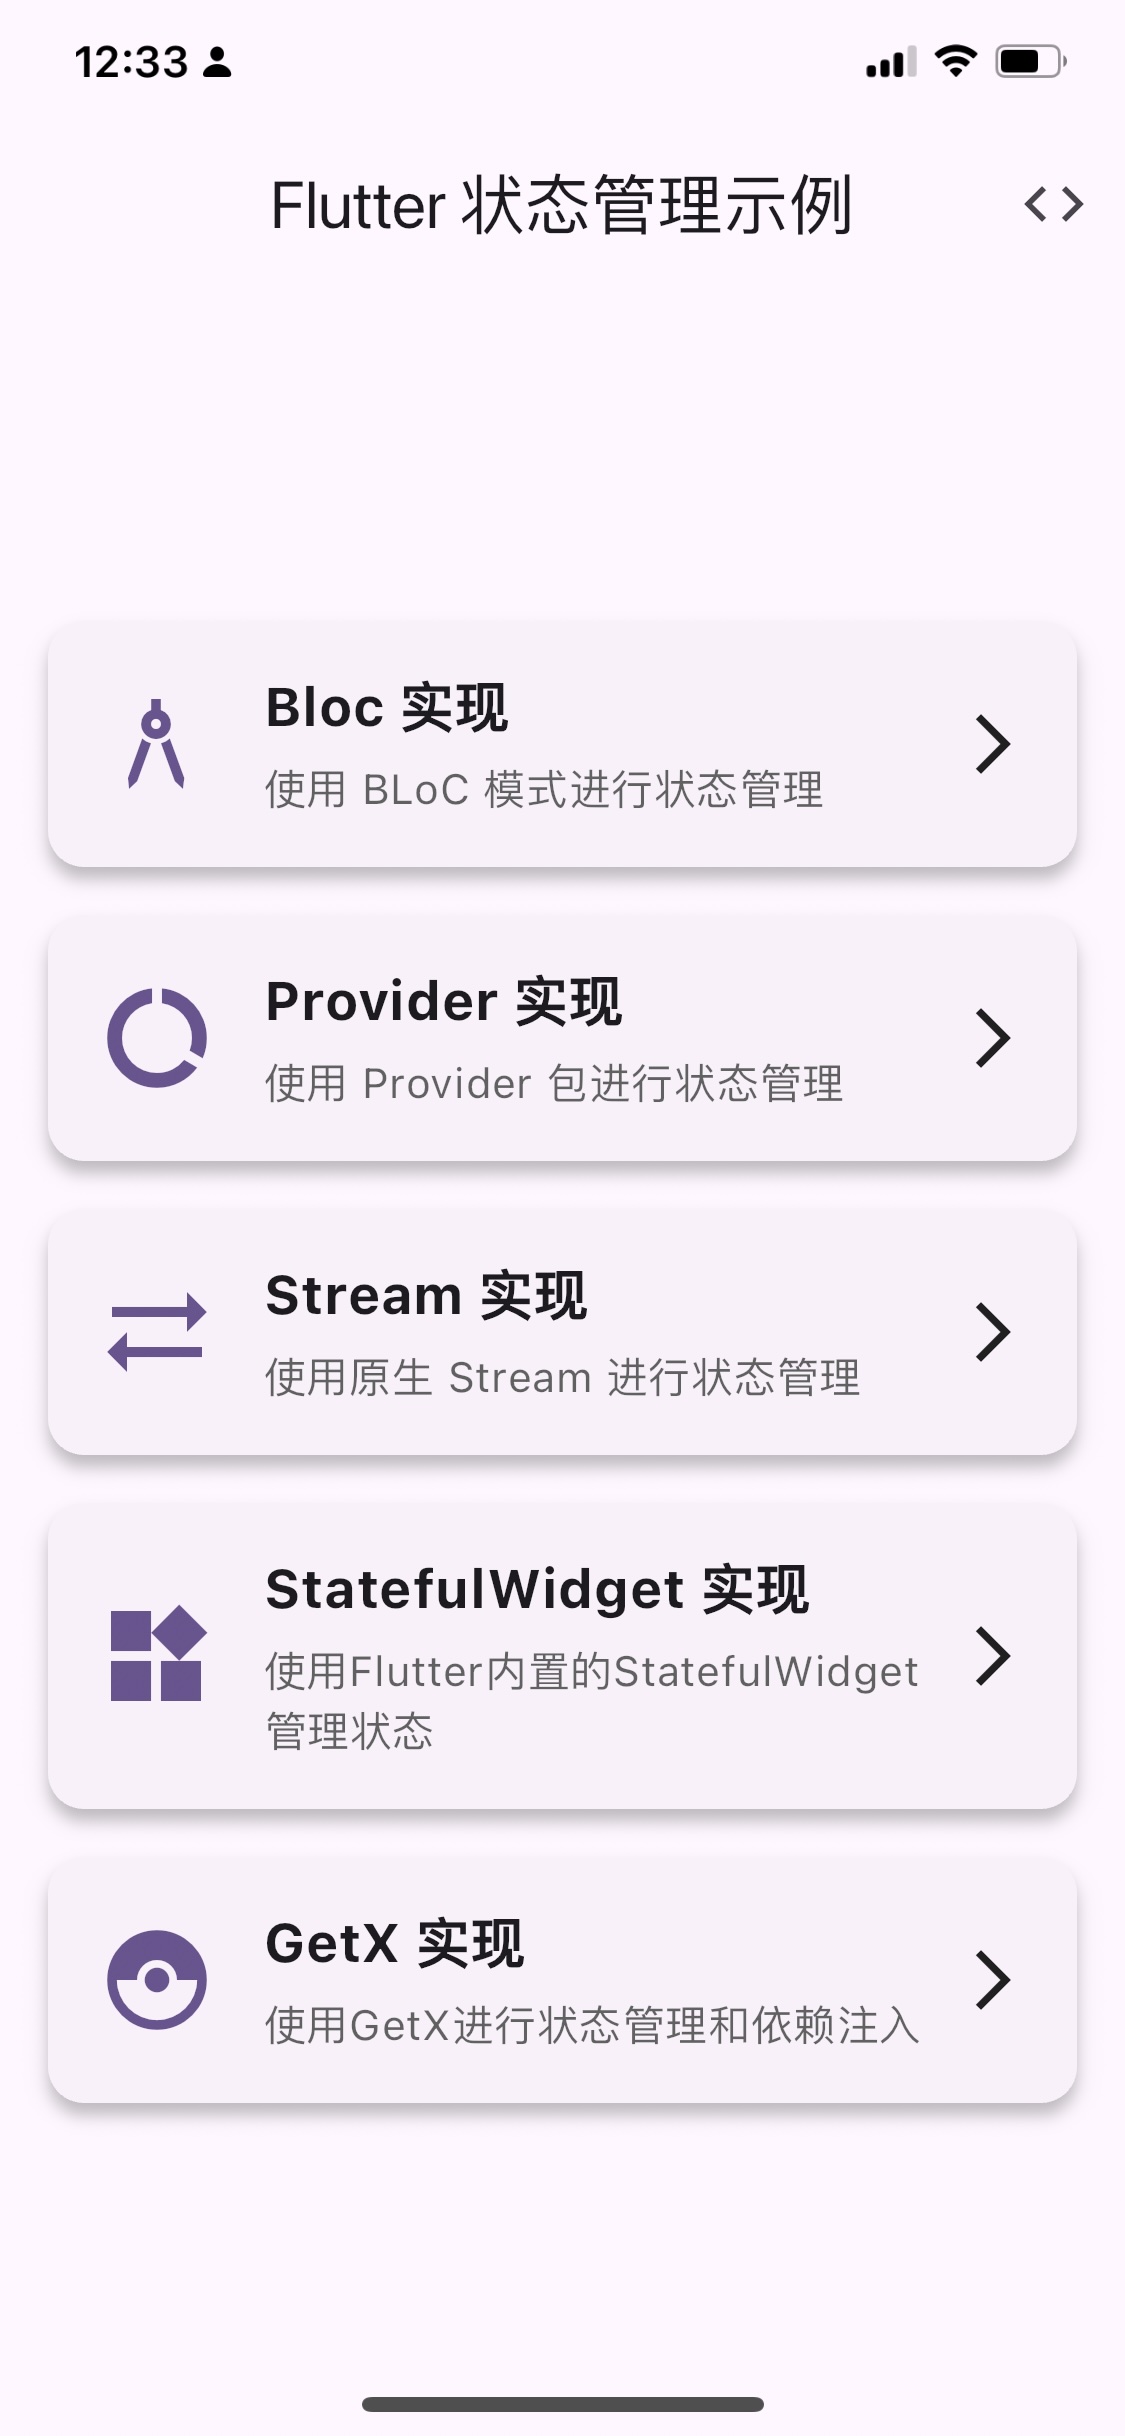 12:33
Flutter 状态管理示例
Bloc 实现
使用 BLoC 模式进行状态管理
Provider 实现
使用 Provider 包进行状态管理
Stream 实现
使用原生 Stream 进行状态管理
StatefulWidget 实现
使用Flutter内置的StatefulWidget
管理状态
GetX 实现
使用GetX进行状态管理和依赖注入